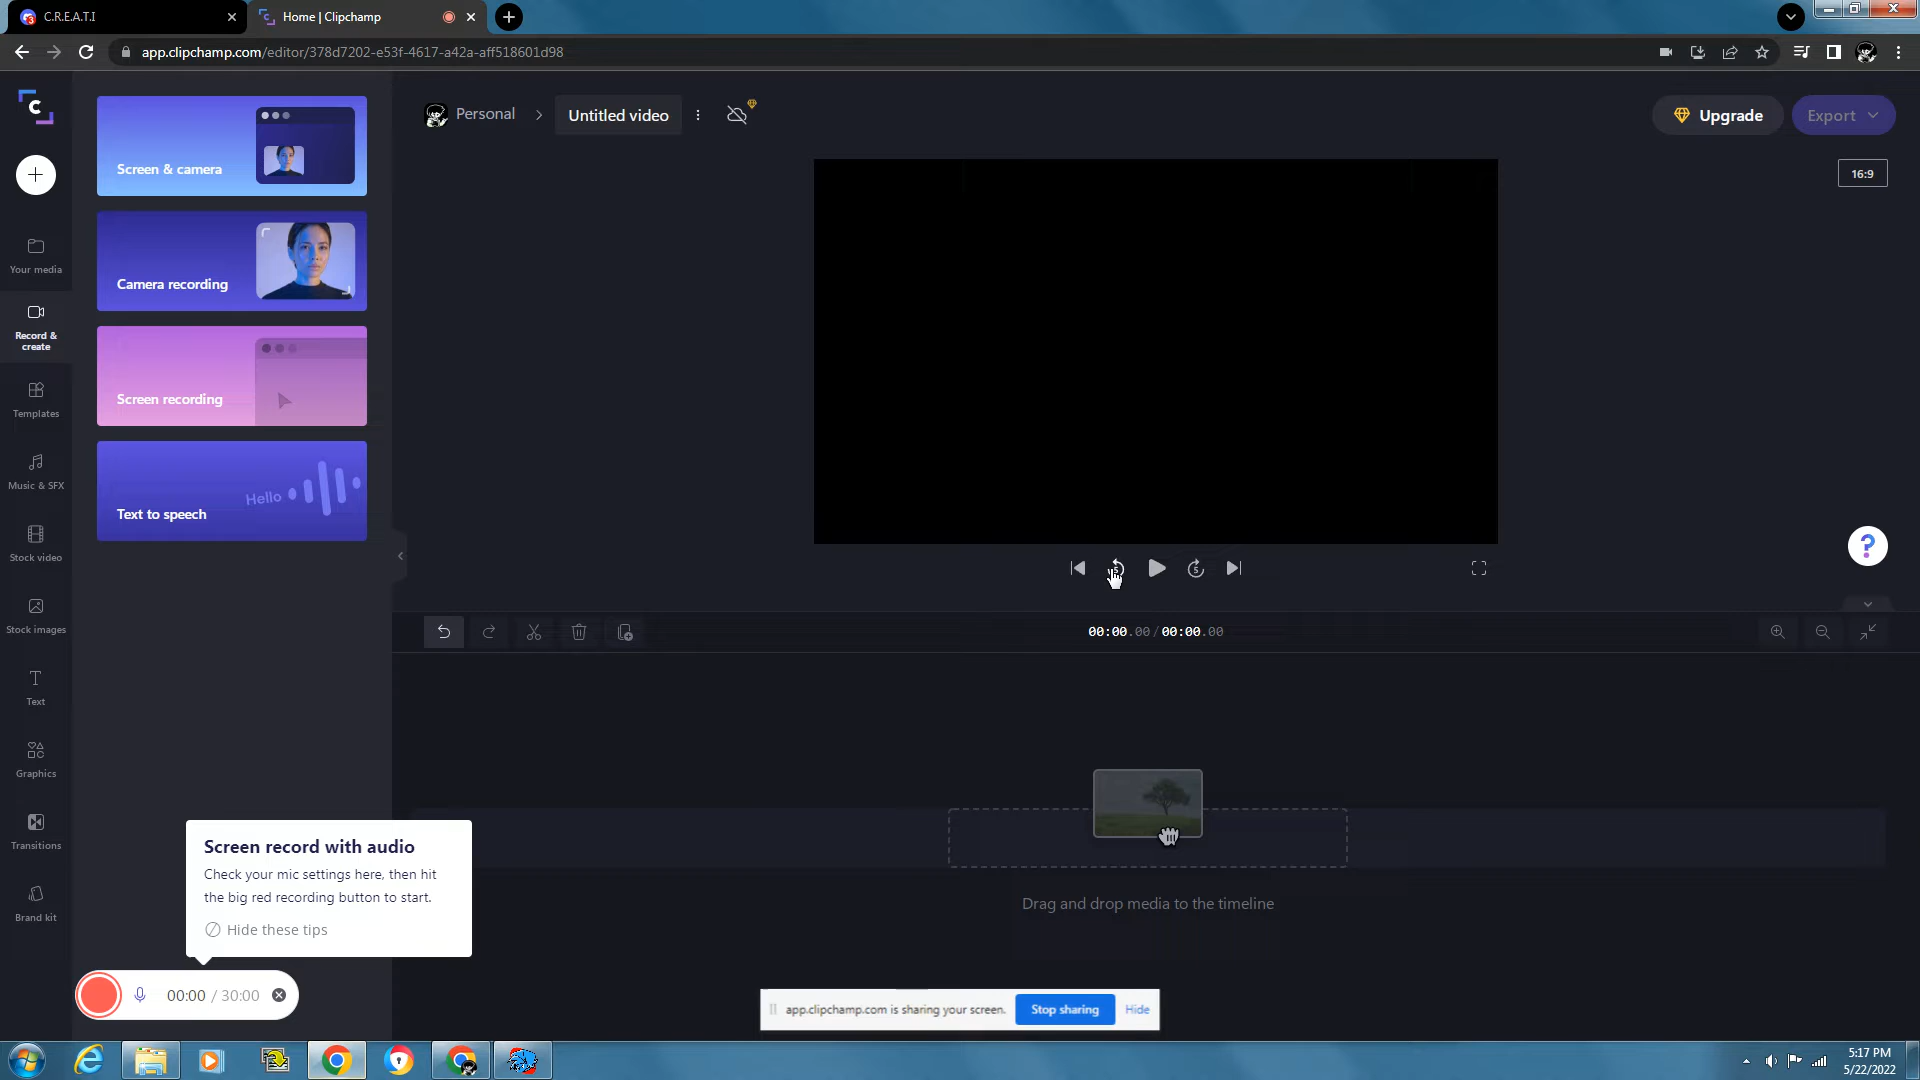 C.R.E.A.T.I
Home | Clipchamp
app.clipchamp.com/editor/378d7202-e53f-4617-a42a-aff518601d98
Personal
Untitled video
Upgrade
Export
16:9
Screen & camera
Camera recording
Screen recording
Hello
Text to speech
Your media
Record &
create
Templates
Music & SFX
Stock video
Stock images
Text
Graphics
Transitions
Brand kit
5
5
?
00:00.00 / 00:00.00
Drag and drop media to the timeline
Screen record with audio
Check your mic settings here, then hit
the big red recording button to start.
Hide these tips
00:00 / 30:00
app.clipchamp.com is sharing your screen.
Stop sharing
Hide
5:17 PM
5/22/2022